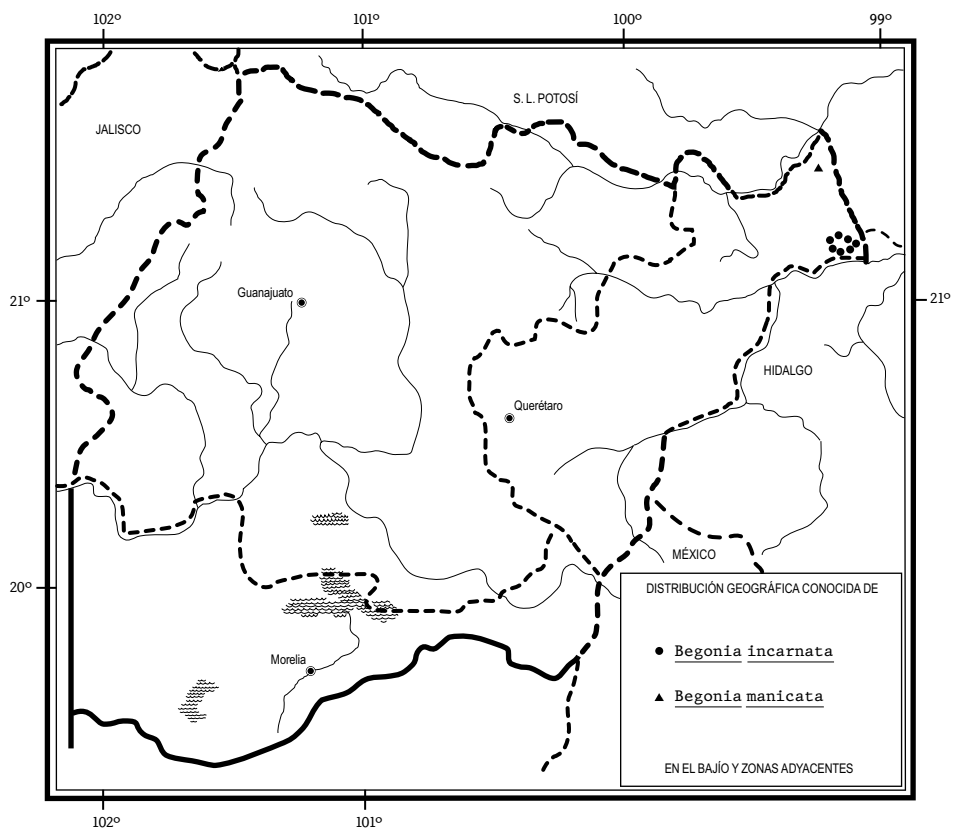 102º 101º 100º 99º
S. L. POTOSÍ
JALISCO
Guanajuato
21º 21º
HIDALGO
Querétaro
MÉXICO
20º
DISTRIBUCIÓN GEOGRÁFICA CONOCIDA DE
Begonia incarnata
Morelia
Begonia manicata
EN EL BAJÍO Y ZONAS ADYACENTES
102º 101º